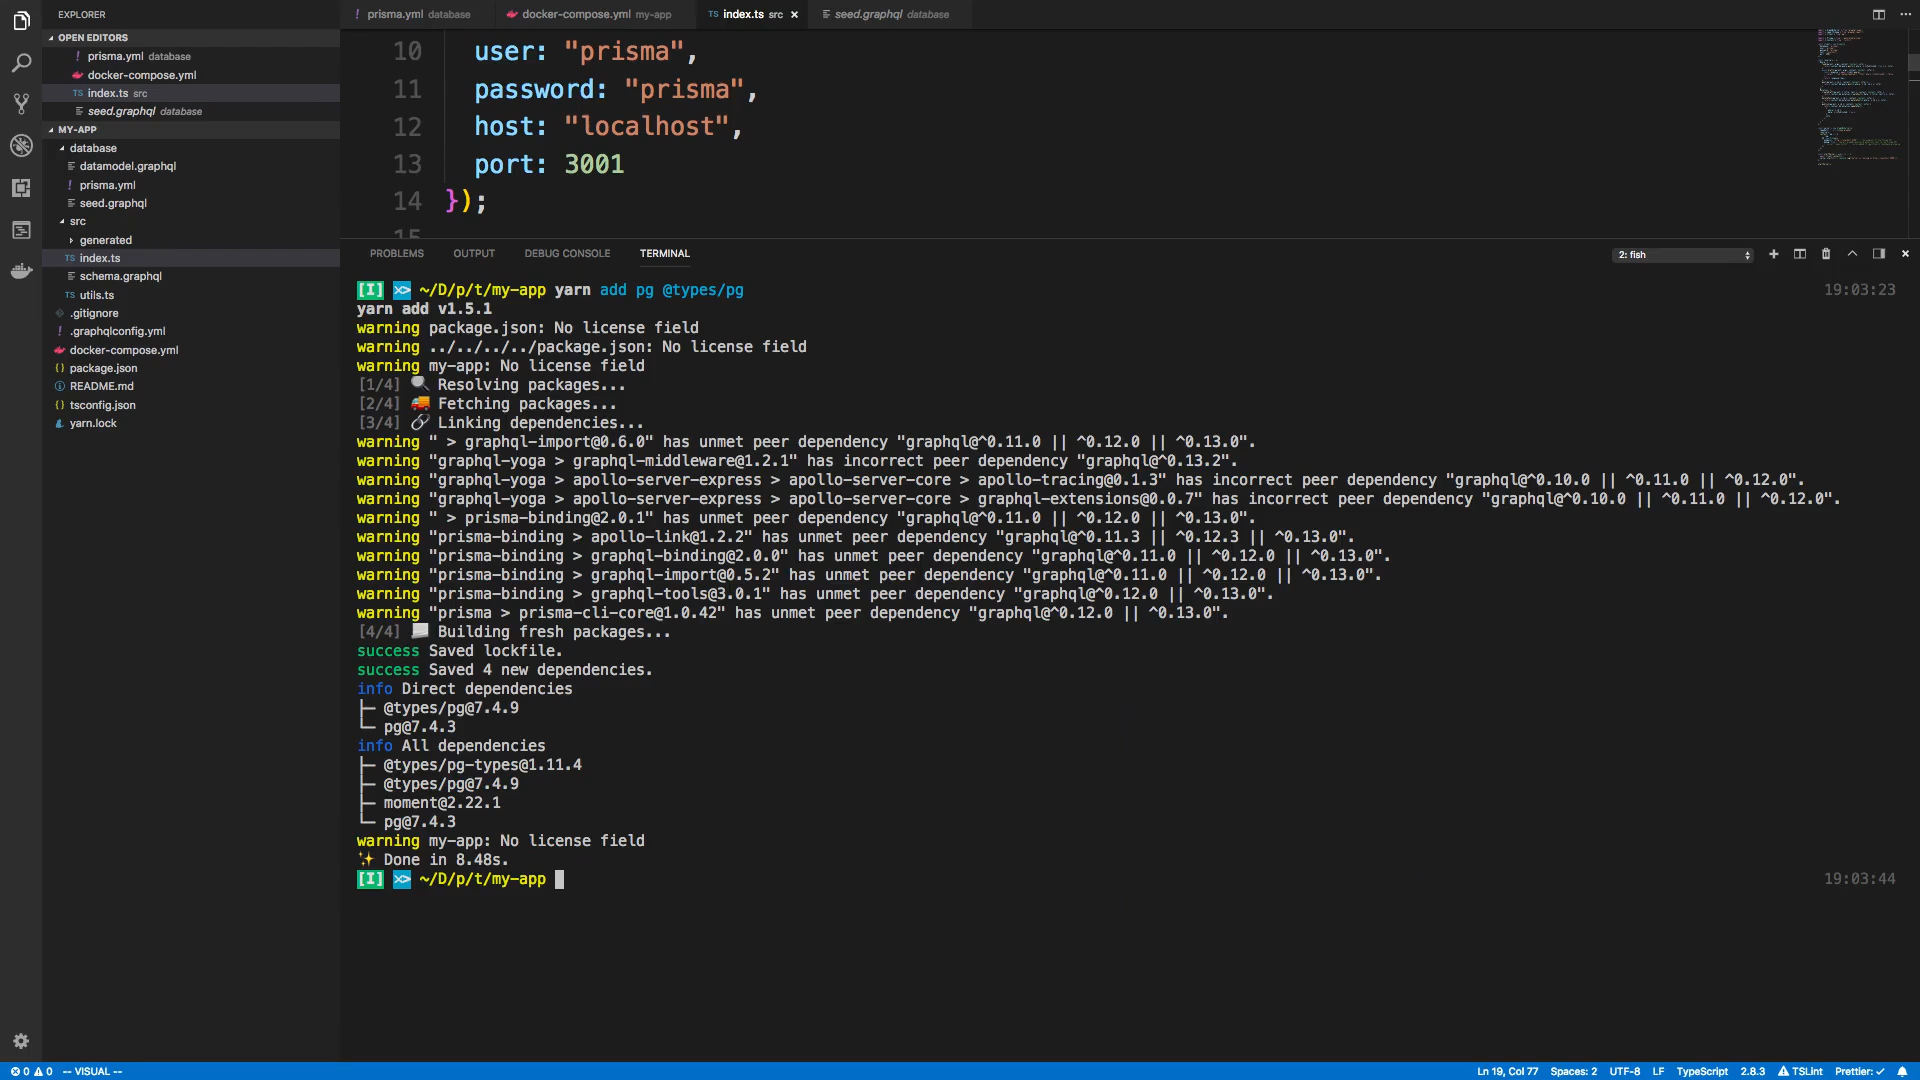 EXPLORER
OPEN EDITORS
! prisma.yml database
docker-compose.yml
TS index.ts src
seed.graphql database
MY-APP
database
datamodel.graphql
! prisma.yml
seed.graphql
src
generated
TS index.ts
schema.graphql
TS utils.ts
.gitignore
! .graphqlconfig.yml
docker-compose.yml
{} package.json
README.md
{} tsconfig.json
yarn.lock
! prisma.yml database
docker-compose.yml my-app
TS index.ts src ×
seed.graphql database
10 user: "prisma",
11 password: "prisma",
12 host: "localhost",
13 port: 3001
14 });
15
PROBLEMS OUTPUT DEBUG CONSOLE TERMINAL
2: fish
[I] ~/D/p/t/my-app yarn add pg @types/pg 19:03:23
yarn add v1.5.1
warning package.json: No license field
warning ../../../../package.json: No license field
warning my-app: No license field
[1/4] 🔍 Resolving packages...
[2/4] 🚚 Fetching packages...
[3/4] 🔗 Linking dependencies...
warning " > graphql-import@0.6.0" has unmet peer dependency "graphql@^0.11.0 || ^0.12.0 || ^0.13.0".
warning "graphql-yoga > graphql-middleware@1.2.1" has incorrect peer dependency "graphql@^0.13.2".
warning "graphql-yoga > apollo-server-express > apollo-server-core > apollo-tracing@0.1.3" has incorrect peer dependency "graphql@^0.10.0 || ^0.11.0 || ^0.12.0".
warning "graphql-yoga > apollo-server-express > apollo-server-core > graphql-extensions@0.0.7" has incorrect peer dependency "graphql@^0.10.0 || ^0.11.0 || ^0.12.0".
warning " > prisma-binding@2.0.1" has unmet peer dependency "graphql@^0.11.0 || ^0.12.0 || ^0.13.0".
warning "prisma-binding > apollo-link@1.2.2" has unmet peer dependency "graphql@^0.11.3 || ^0.12.3 || ^0.13.0".
warning "prisma-binding > graphql-binding@2.0.0" has unmet peer dependency "graphql@^0.11.0 || ^0.12.0 || ^0.13.0".
warning "prisma-binding > graphql-import@0.5.2" has unmet peer dependency "graphql@^0.11.0 || ^0.12.0 || ^0.13.0".
warning "prisma-binding > graphql-tools@3.0.1" has unmet peer dependency "graphql@^0.12.0 || ^0.13.0".
warning "prisma > prisma-cli-core@1.0.42" has unmet peer dependency "graphql@^0.12.0 || ^0.13.0".
[4/4] 📃 Building fresh packages...
success Saved lockfile.
success Saved 4 new dependencies.
info Direct dependencies
├─ @types/pg@7.4.9
└─ pg@7.4.3
info All dependencies
├─ @types/pg-types@1.11.4
├─ @types/pg@7.4.9
├─ moment@2.22.1
└─ pg@7.4.3
warning my-app: No license field
✨ Done in 8.48s.
[I] ~/D/p/t/my-app 19:03:44
0 0 -- VISUAL -- Ln 19, Col 77 Spaces: 2 UTF-8 LF TypeScript 2.8.3 TSLint Prettier: ✓